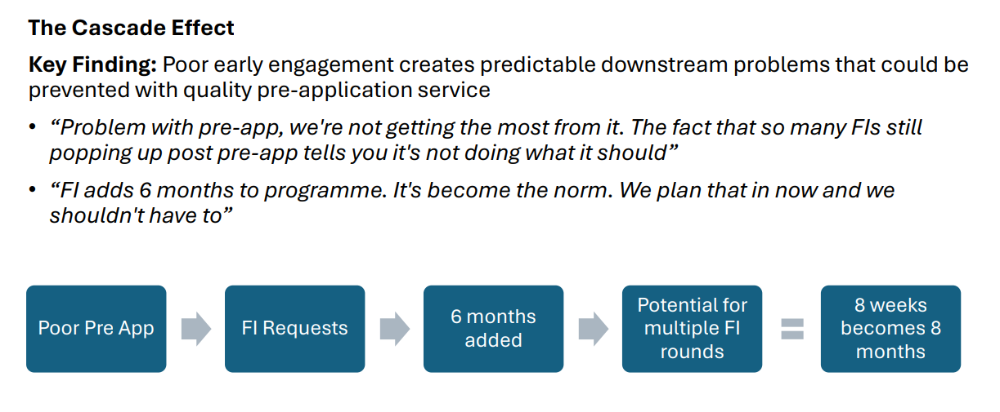 The Cascade Effect
Key Finding: Poor early engagement creates predictable downstream problems that could be
prevented with quality pre-application service
• “Problem with pre-app, we're not getting the most from it. The fact that so many FIs still
popping up post pre-app tells you it's not doing what it should”
• “FI adds 6 months to programme. It's become the norm. We plan that in now and we
shouldn't have to”
Poor Pre App
FI Requests
6 months
added
Potential for
multiple FI
rounds
=
8 weeks
becomes 8
months